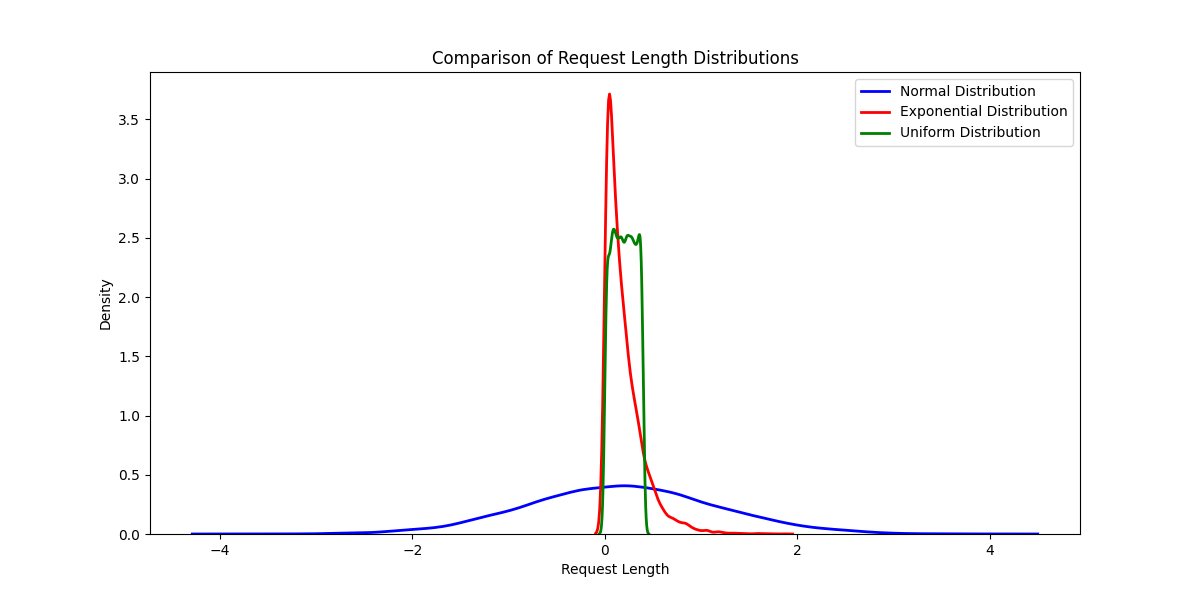 Comparison of Request Length Distributions
Normal Distribution
Exponential Distribution
Uniform Distribution
3.5
3.0
2.5
2.0
1.5
1.0
0.5
0.0
Density
−4
−2
0
2
4
Request Length